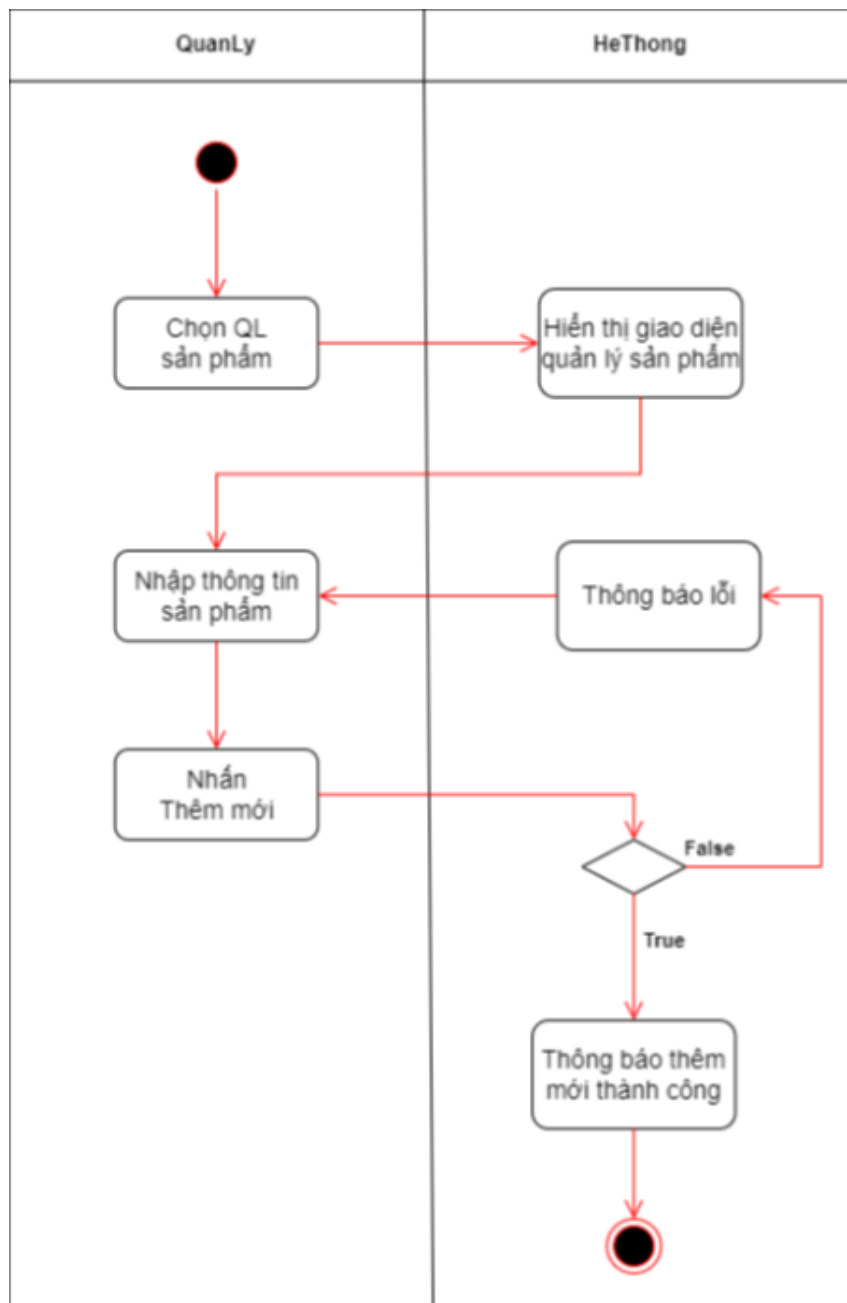 QuanLy
HeThong
Chọn QL
sản phẩm
Hiển thị giao diện
quản lý sản phẩm
Nhập thông tin
sản phẩm
Thông báo lỗi
Nhấn
Thêm mới
False
True
Thông báo thêm
mới thành công